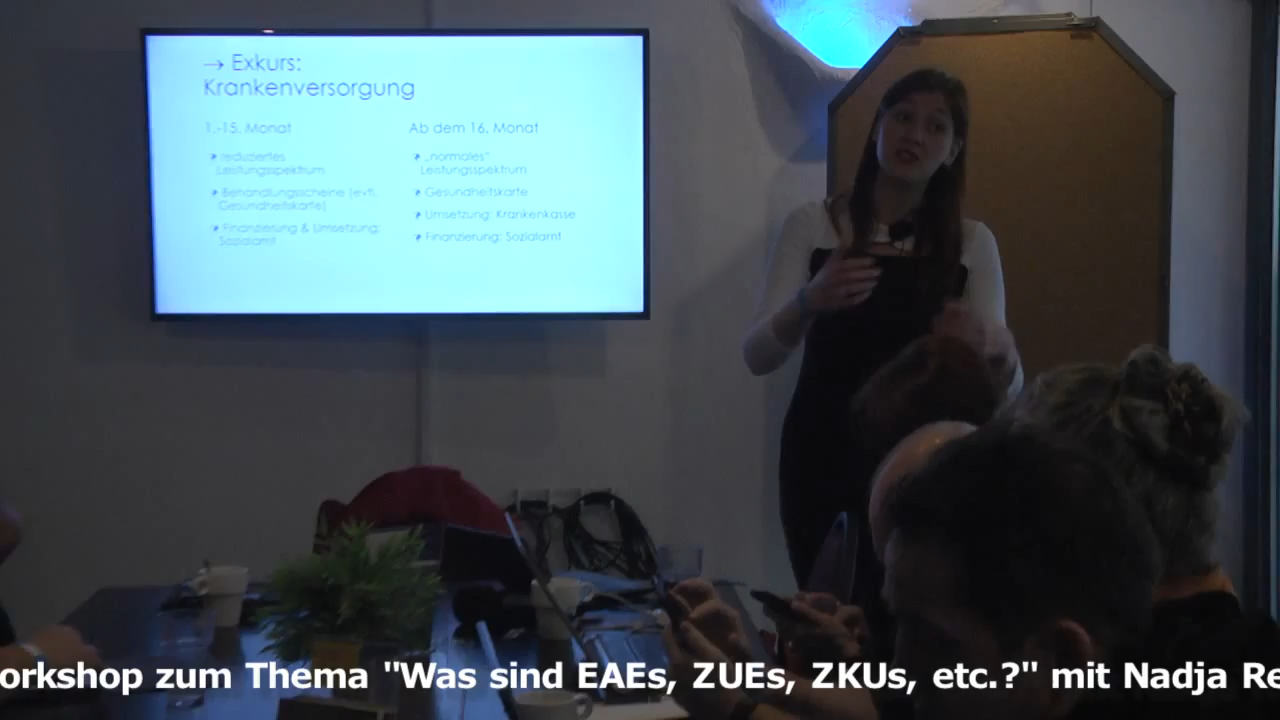 → Exkurs:
Krankenversorgung
1.-15. Monat
reduziertes
Leistungsspektrum
Behandlungsscheine (evtl.
Gesundheitskarte)
Finanzierung & Umsetzung:
Sozialamt
Ab dem 16. Monat
„normales"
Leistungsspektrum
Gesundheitskarte
Umsetzung: Krankenkasse
Finanzierung: Sozialamt
orkshop zum Thema "Was sind EAEs, ZUEs, ZKUs, etc.?" mit Nadja Re